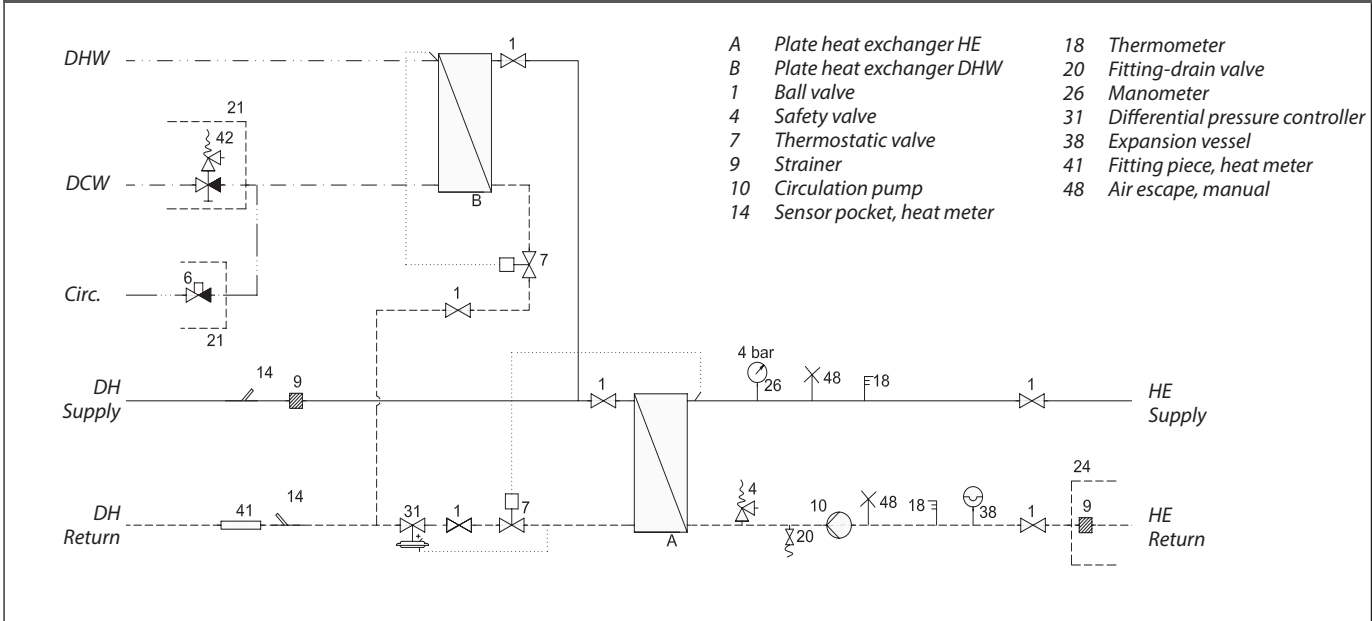 DHW
DCW
Circ.
DH
Supply
DH
Return
HE
Supply
HE
Return
1
21
42
B
7
6
1
21
14
9
1
4 bar
26
48
18
1
41
14
31
1
7
A
4
20
10
48
18
38
1
24
9
A Plate heat exchanger HE
B Plate heat exchanger DHW
1 Ball valve
4 Safety valve
7 Thermostatic valve
9 Strainer
10 Circulation pump
14 Sensor pocket, heat meter
18 Thermometer
20 Fitting-drain valve
26 Manometer
31 Differential pressure controller
38 Expansion vessel
41 Fitting piece, heat meter
48 Air escape, manual